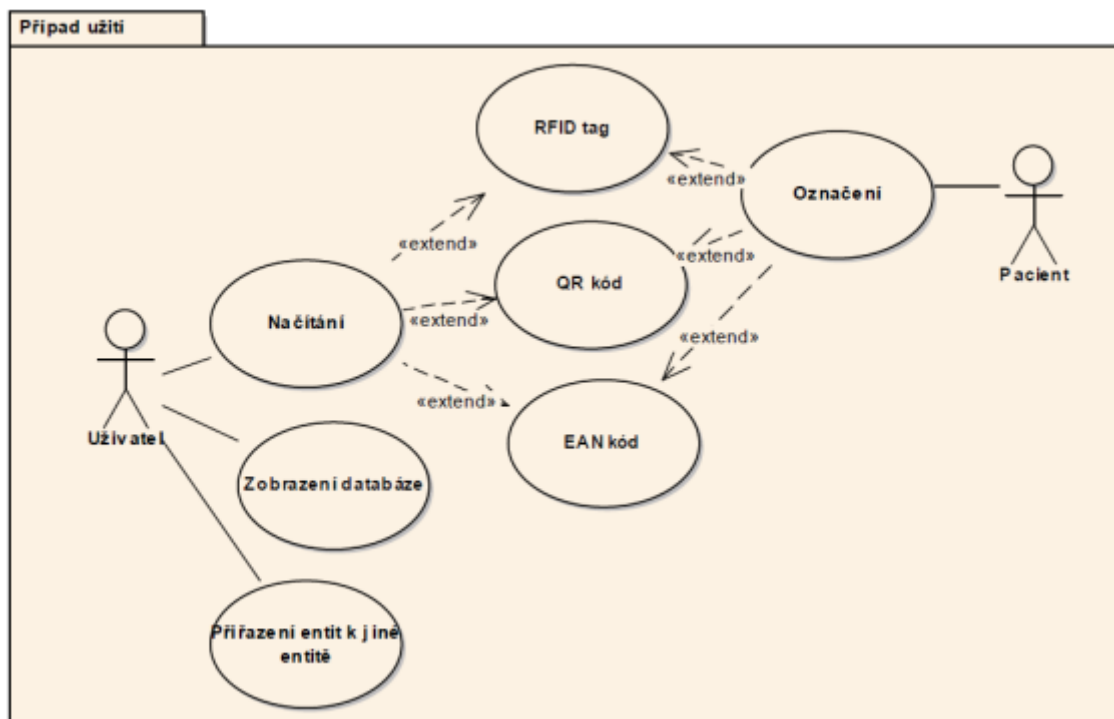 Případ užití
RFID tag
«extend»
Označení
Pacient
«extend»
QR kód
«extend»
Načítání
«extend»
«extend»
«extend»
EAN kód
Uživatel
Zobrazení databáze
Přiřazení entit k jiné
entitě